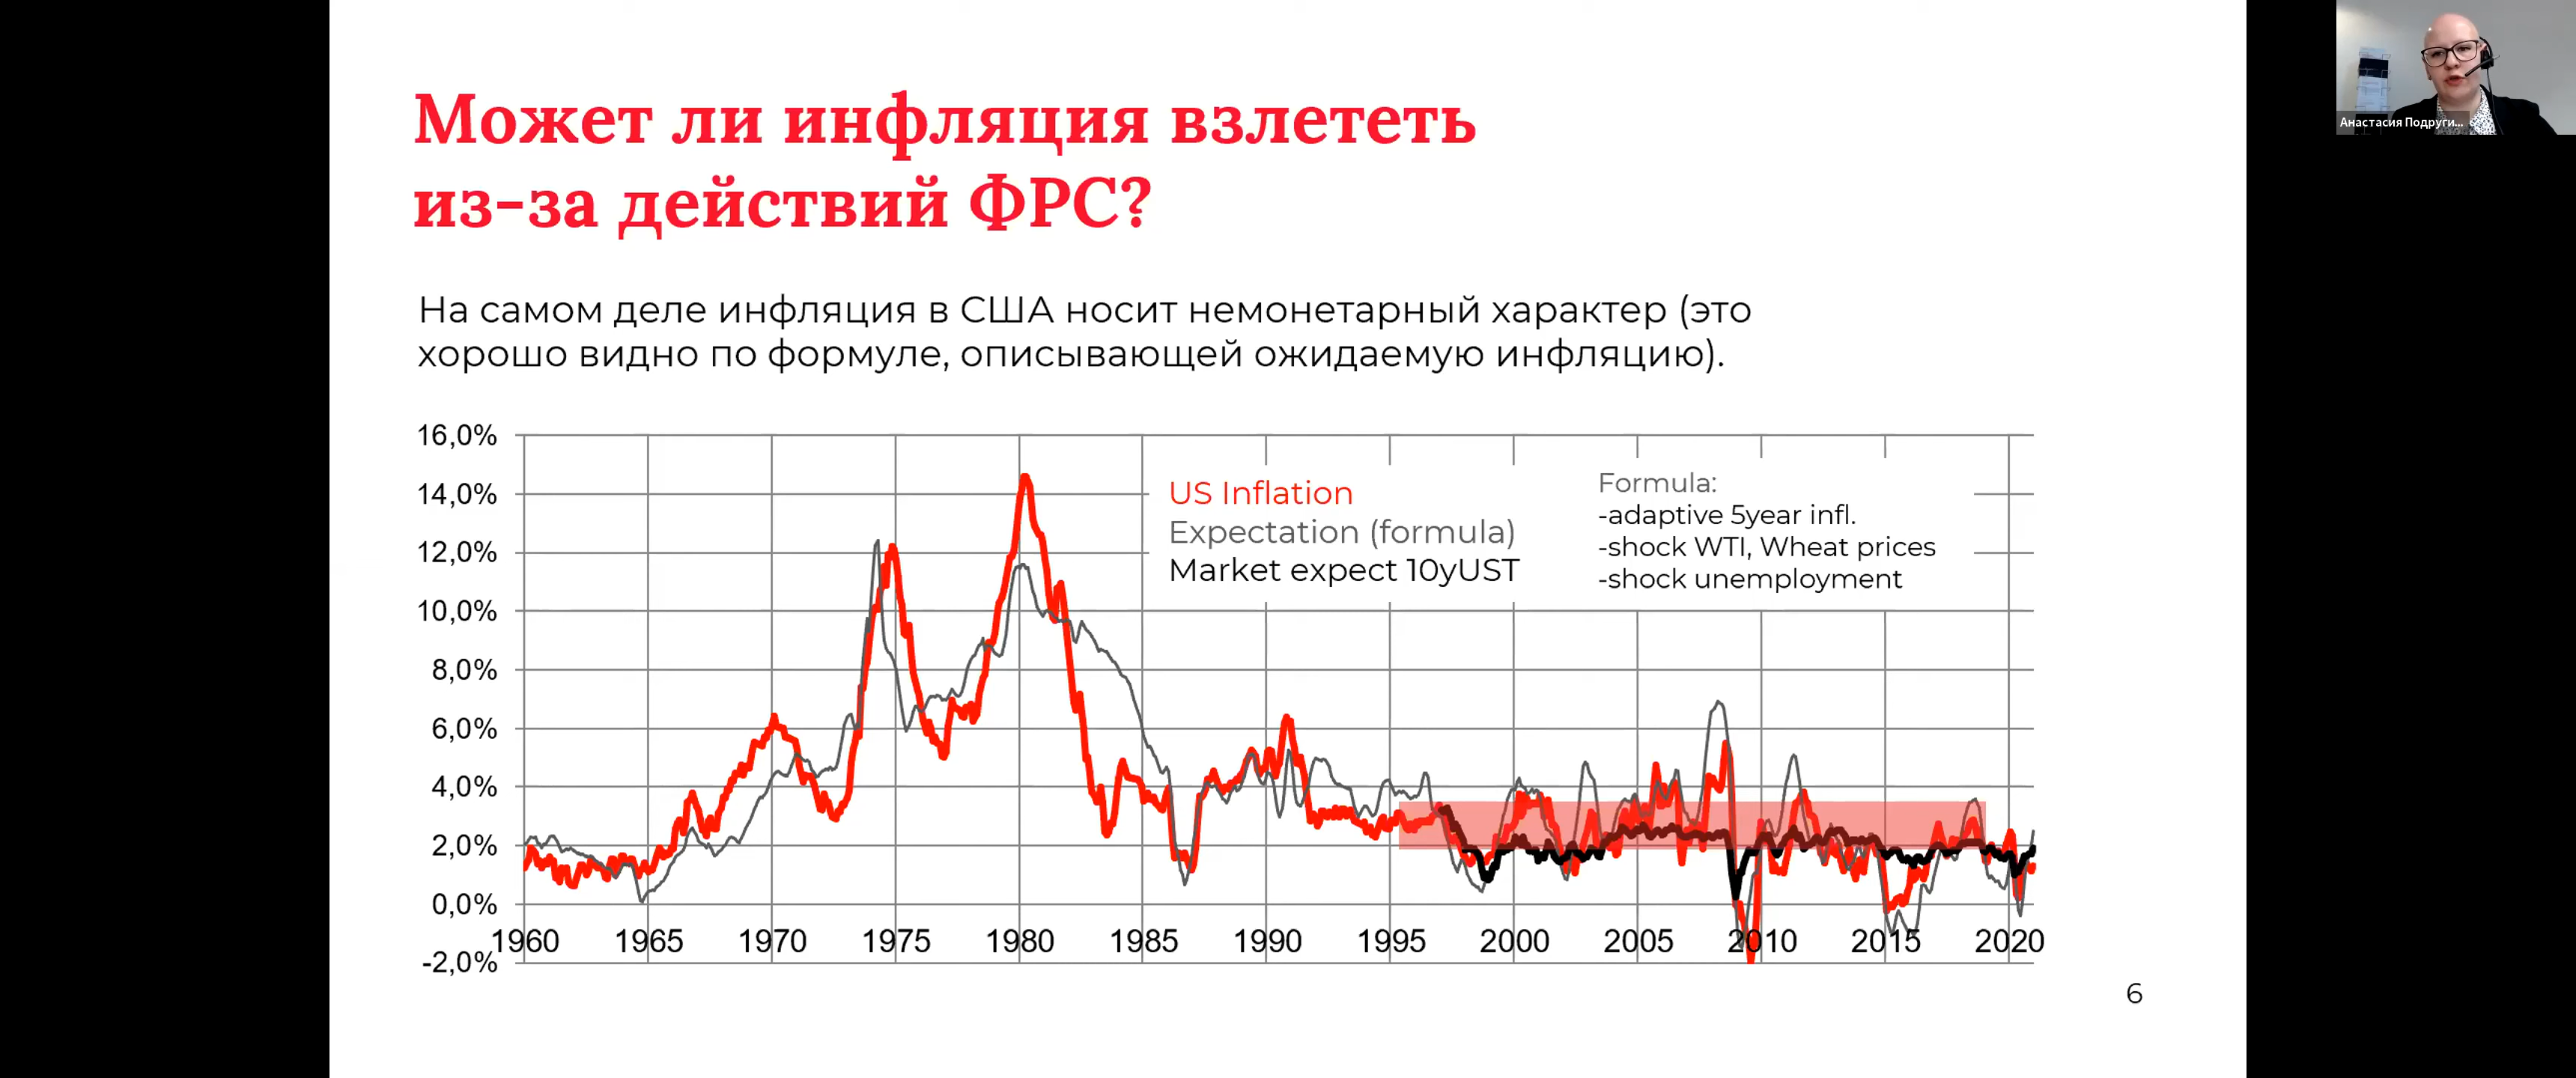 Может ли инфляция взлететь
из-за действий ФРС?
Анастасия Подруги...
На самом деле инфляция в США носит немонетарный характер (это
хорошо видно по формуле, описывающей ожидаемую инфляцию).
16,0%
14,0%
12,0%
10,0%
8,0%
6,0%
4,0%
2,0%
0,0%
-2,0%
US Inflation
Expectation (formula)
Market expect 10yUST
Formula:
-adaptive 5year infl.
-shock WTI, Wheat prices
-shock unemployment
1960 1965 1970 1975 1980 1985 1990 1995 2000 2005 2010 2015 2020
6